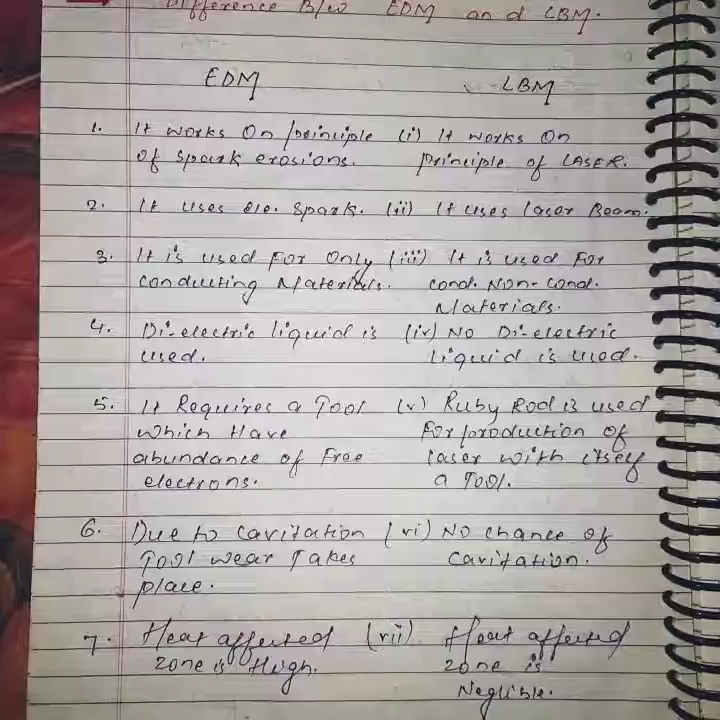 Difference B/w EDM and LBM.
EDM LBM
1. It works On principle (i) It works On
of spark erosions. principle of LASER.
2. It uses ele. spark. (ii) It uses laser Beam.
3. It is used For Only (iii) It is used For
conducting Materials. cond. Non-cond.
Materials.
4. Di-electric liquid is (iv) No Di-electric
used. liquid is used.
5. It Requires a Tool (v) Ruby Rod is used
which Have For production of
abundance of Free laser with itself
electrons. a Tool.
6. Due to cavitation (vi) No chance of
Tool wear Takes cavitation.
place.
7. Heat affected (vii) Heat affected
zone is High. zone is
Neglible.